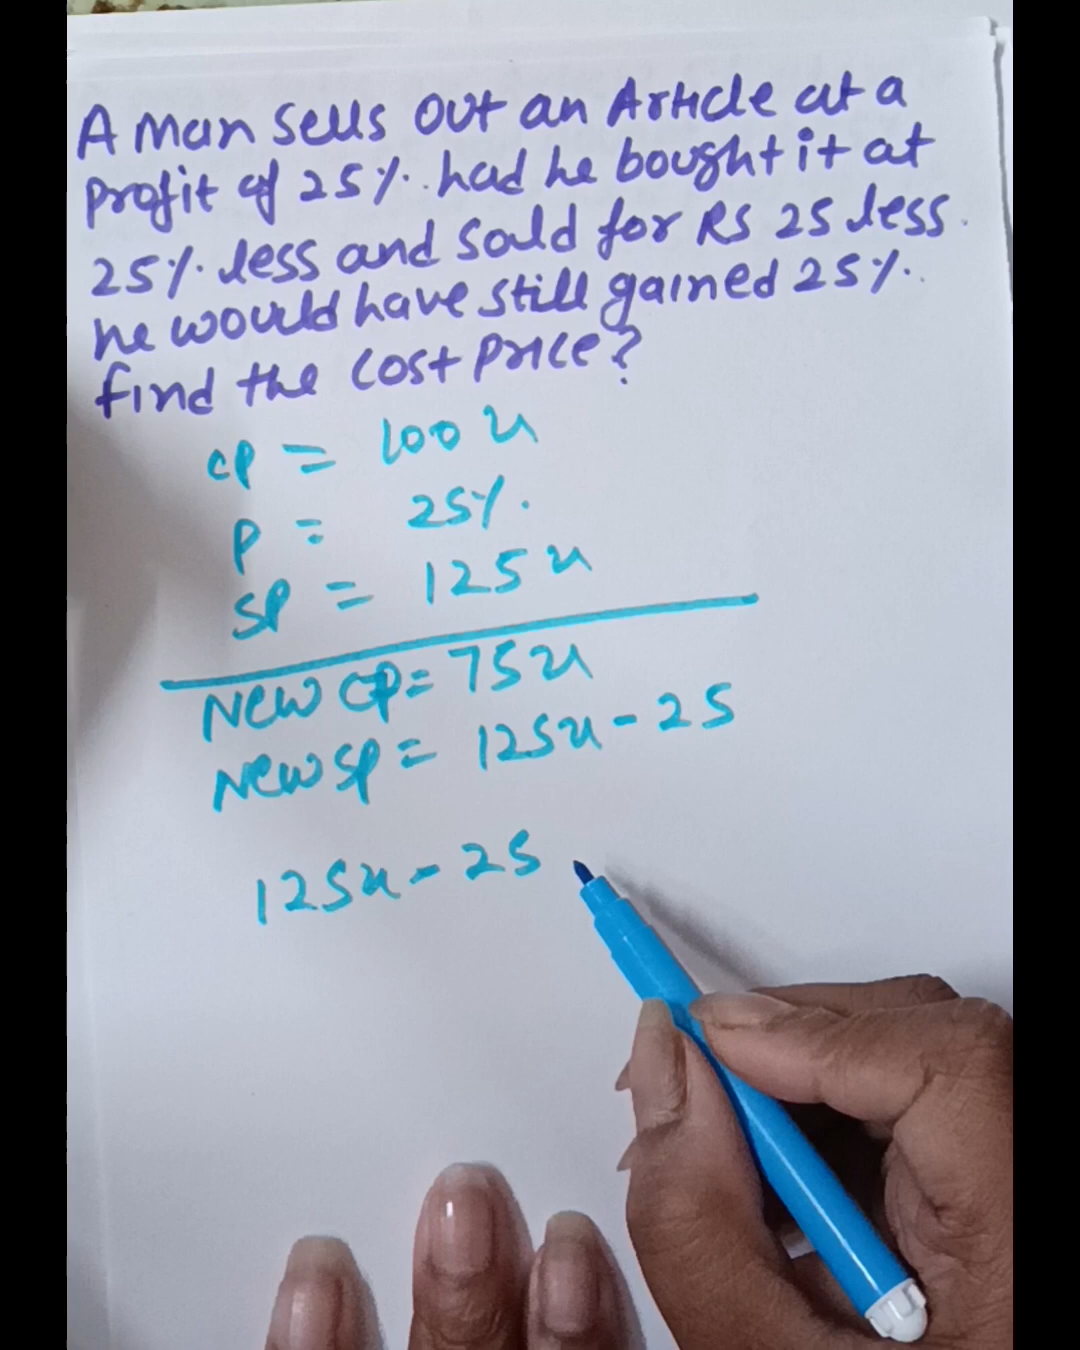 A man sells out an Article at a
profit of 25%. had he bought it at
25% less and sold for Rs 25 less.
he would have still gained 25%.
find the cost price?
CP = 100x
P = 25%.
SP = 125x
New CP = 75x
New SP = 125x - 25
125x - 25